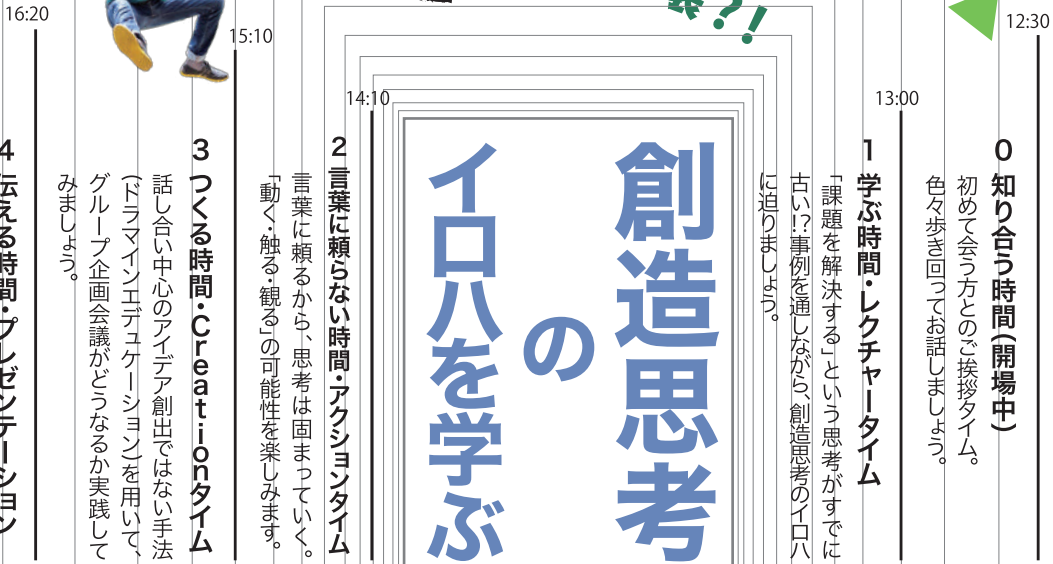 12:30
0 知り合う時間(開場中)
初めて会う方とのご挨拶タイム。
色々歩き回ってお話しましょう。
13:00
1 学ぶ時間・レクチャータイム
「課題を解決する」という思考がすでに
古い!?事例を通しながら、創造思考のイロハ
に迫りましょう。
?!
創造思考
の
イロハを学ぶ
14:10
2 言葉に頼らない時間・アクションタイム
言葉に頼るから、思考は固まっていく。
「動く・触る・観る」の可能性を楽しみます。
15:10
3 つくる時間・Creationタイム
話し合い中心のアイデア創出ではない手法
(ドラマインエデュケーション)を用いて、
グループ企画会議がどうなるか実践して
みましょう。
16:20
4 伝える時間・プレゼンテーション